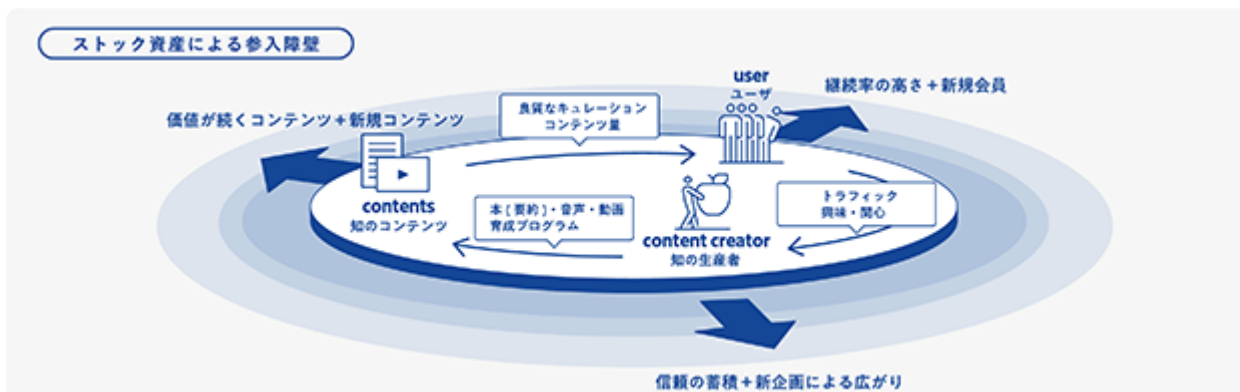 ストック資産による参入障壁
user
ユーザ
継続率の高さ＋新規会員
良質なキュレーション
コンテンツ量
価値が続くコンテンツ＋新規コンテンツ
contents
知のコンテンツ
本［要約］・音声・動画
育成プログラム
トラフィック
興味・関心
content creator
知の生産者
信頼の蓄積＋新企画による広がり